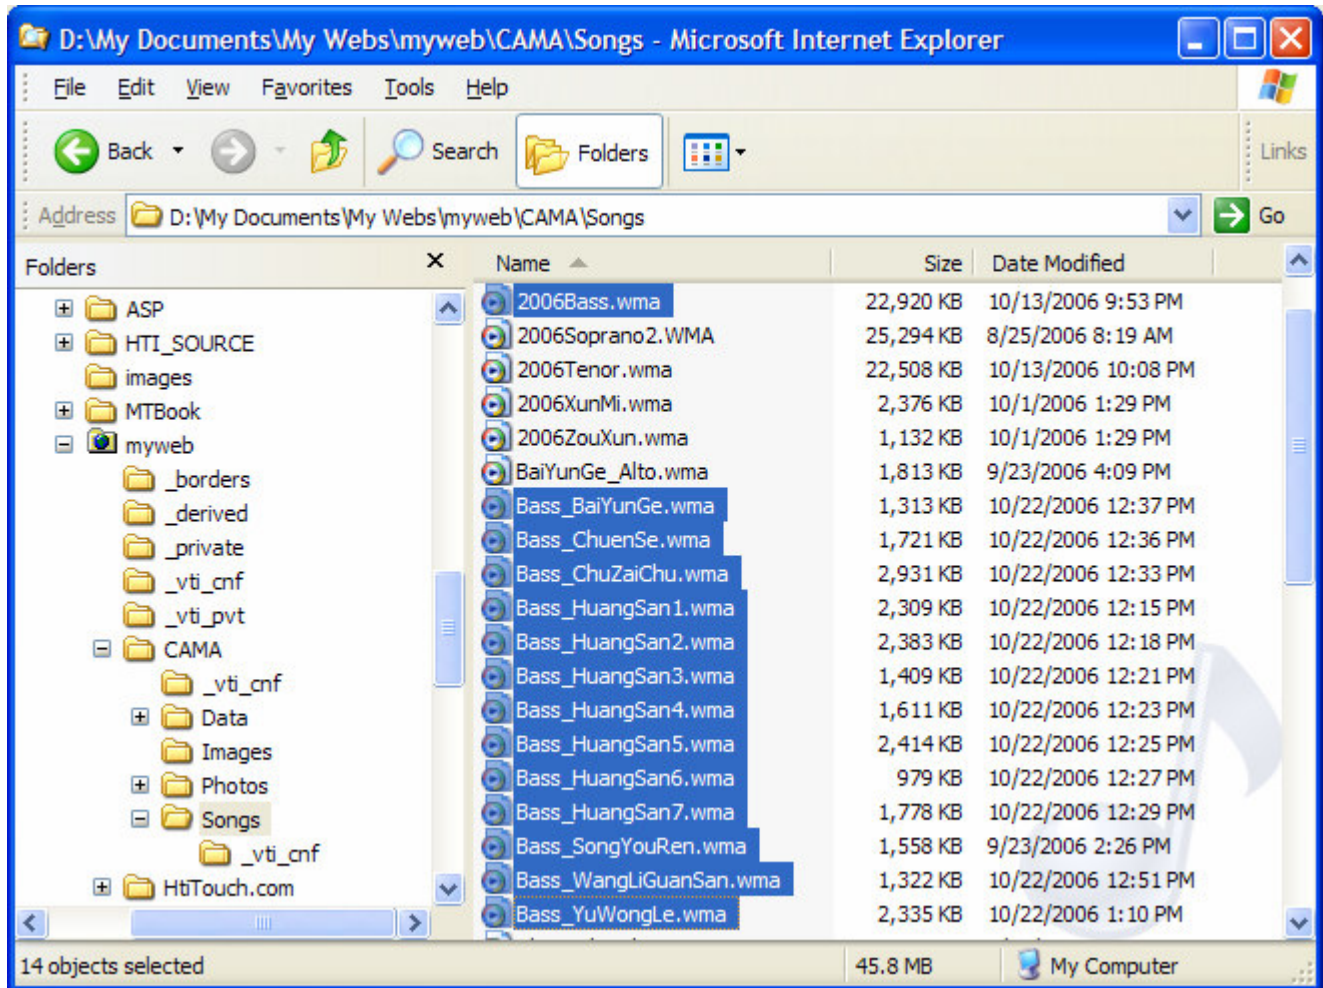 D:\My Documents\My Webs\myweb\CAMA\Songs - Microsoft Internet Explorer
File Edit View Favorites Tools Help
Back Search Folders Links
Address D:\My Documents\My Webs\myweb\CAMA\Songs Go
Folders
ASP
HTI_SOURCE
images
MTBook
myweb
_borders
_derived
_private
_vti_cnf
_vti_pvt
CAMA
_vti_cnf
Data
Images
Photos
Songs
_vti_cnf
HtiTouch.com
Name Size Date Modified
2006Bass.wma 22,920 KB 10/13/2006 9:53 PM
2006Soprano2.WMA 25,294 KB 8/25/2006 8:19 AM
2006Tenor.wma 22,508 KB 10/13/2006 10:08 PM
2006XunMi.wma 2,376 KB 10/1/2006 1:29 PM
2006ZouXun.wma 1,132 KB 10/1/2006 1:29 PM
BaiYunGe_Alto.wma 1,813 KB 9/23/2006 4:09 PM
Bass_BaiYunGe.wma 1,313 KB 10/22/2006 12:37 PM
Bass_ChuenSe.wma 1,721 KB 10/22/2006 12:36 PM
Bass_ChuZaiChu.wma 2,931 KB 10/22/2006 12:33 PM
Bass_HuangSan1.wma 2,309 KB 10/22/2006 12:15 PM
Bass_HuangSan2.wma 2,383 KB 10/22/2006 12:18 PM
Bass_HuangSan3.wma 1,409 KB 10/22/2006 12:21 PM
Bass_HuangSan4.wma 1,611 KB 10/22/2006 12:23 PM
Bass_HuangSan5.wma 2,414 KB 10/22/2006 12:25 PM
Bass_HuangSan6.wma 979 KB 10/22/2006 12:27 PM
Bass_HuangSan7.wma 1,778 KB 10/22/2006 12:29 PM
Bass_SongYouRen.wma 1,558 KB 9/23/2006 2:26 PM
Bass_WangLiGuanSan.wma 1,322 KB 10/22/2006 12:51 PM
Bass_YuWongLe.wma 2,335 KB 10/22/2006 1:10 PM
14 objects selected 45.8 MB My Computer